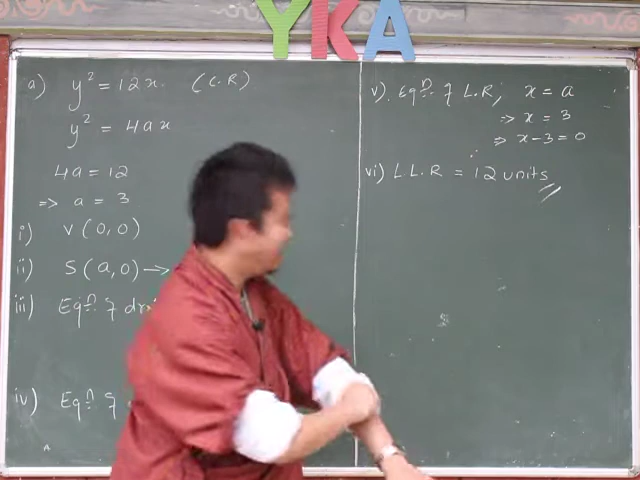 YKA
a) y² = 12x. (C.R)
y² = 4ax
4a = 12
=> a = 3
i) V(0,0)
ii) S(a,0) →
iii) Eqⁿ. of
iv) Eqⁿ. of
v). Eqⁿ. of L.R, x = a
=> x = 3
=> x-3 = 0
vi) L.L.R = 12 units